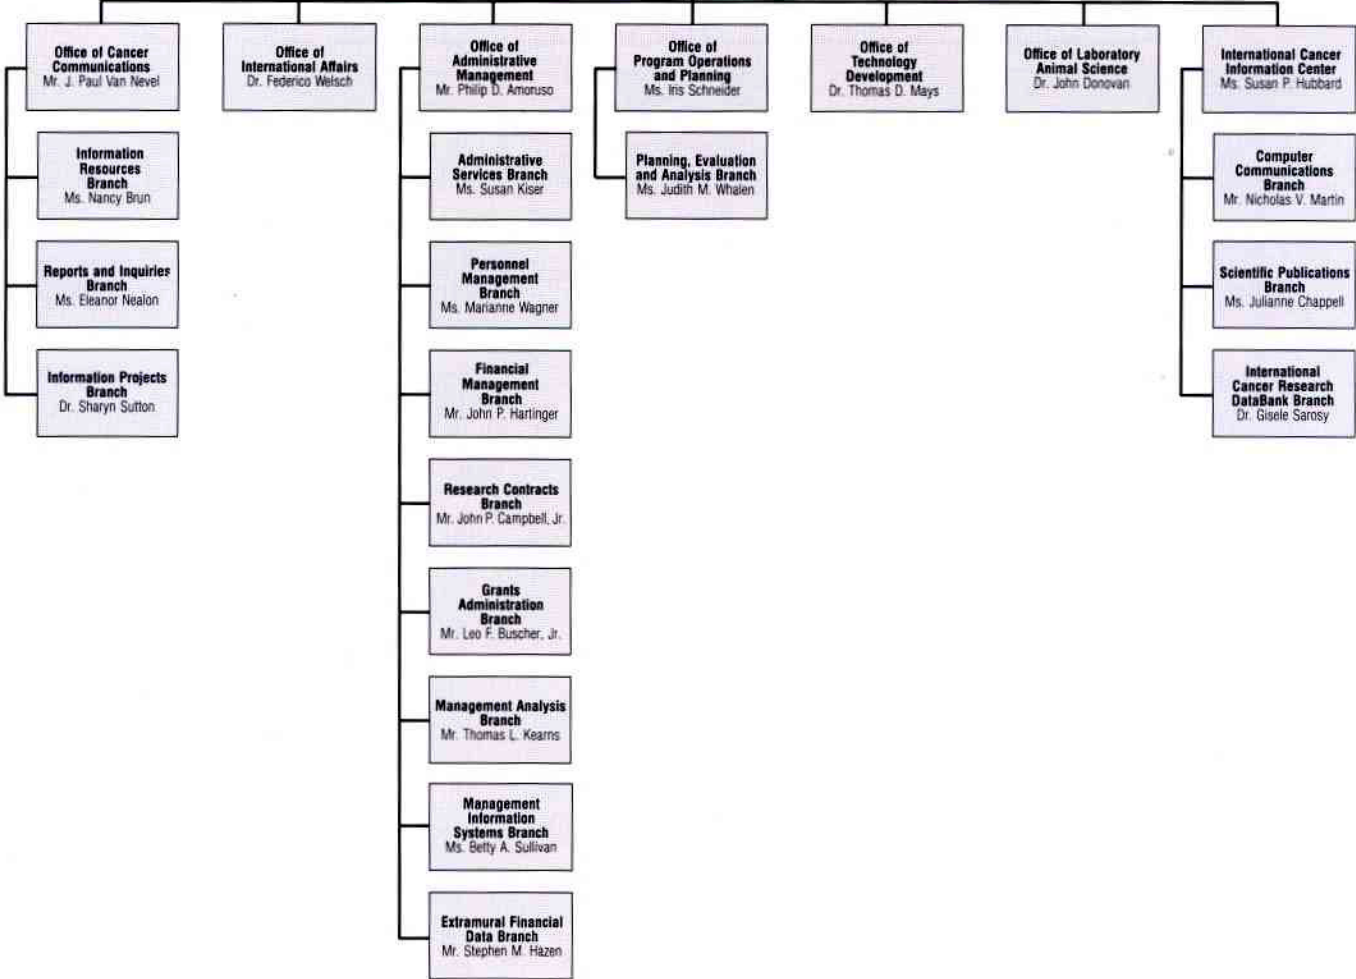 Office of Cancer
Communications
Mr. J. Paul Van Nevel
Information
Resources
Branch
Ms. Nancy Brun
Reports and Inquiries
Branch
Ms. Eleanor Nealon
Information Projects
Branch
Dr. Sharyn Sutton
Office of
International Affairs
Dr. Federico Welsch
Office of
Administrative
Management
Mr. Philip D. Amoruso
Administrative
Services Branch
Ms. Susan Kiser
Personnel
Management
Branch
Ms. Marianne Wagner
Financial
Management
Branch
Mr. John P. Hartinger
Research Contracts
Branch
Mr. John P. Campbell, Jr.
Grants
Administration
Branch
Mr. Leo F. Buscher, Jr.
Management Analysis
Branch
Mr. Thomas L. Kearns
Management
Information
Systems Branch
Ms. Betty A. Sullivan
Extramural Financial
Data Branch
Mr. Stephen M. Hazen
Office of
Program Operations
and Planning
Ms. Iris Schneider
Planning, Evaluation
and Analysis Branch
Ms. Judith M. Whalen
Office of
Technology
Development
Dr. Thomas D. Mays
Office of Laboratory
Animal Science
Dr. John Donovan
International Cancer
Information Center
Ms. Susan P. Hubbard
Computer
Communications
Branch
Mr. Nicholas V. Martin
Scientific Publications
Branch
Ms. Julianne Chappell
International
Cancer Research
DataBank Branch
Dr. Gisele Sarosy